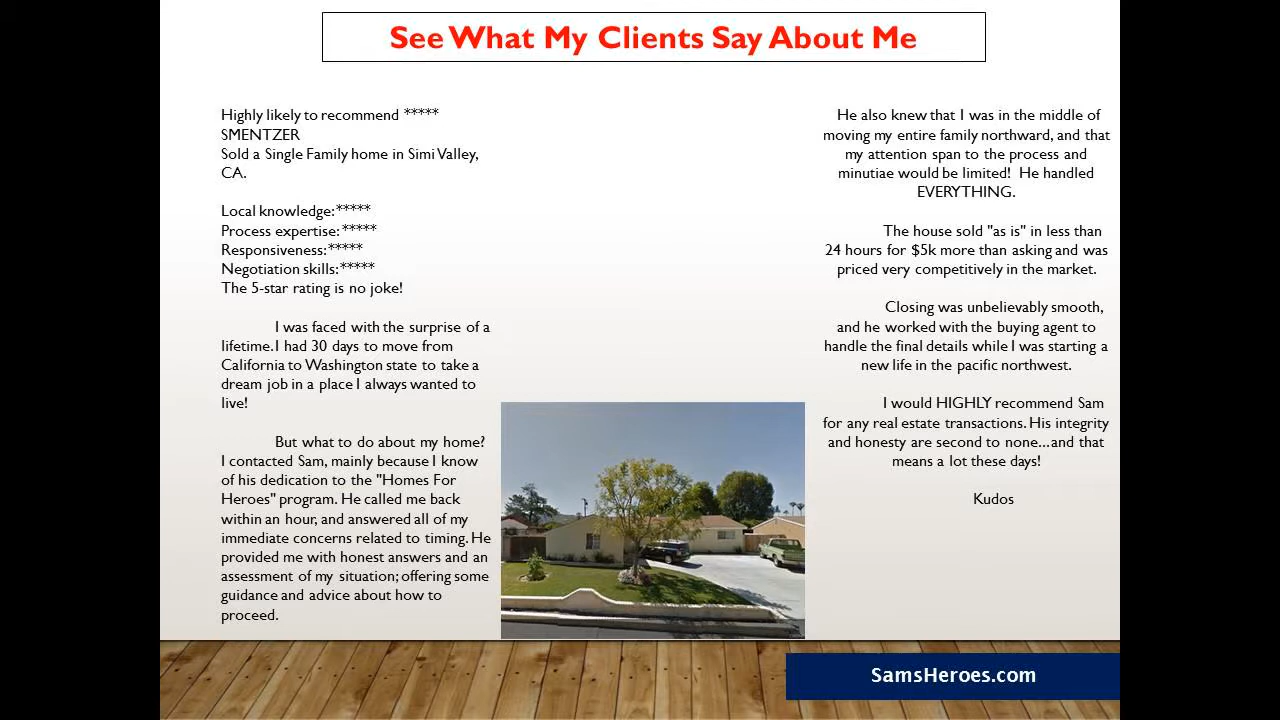 See What My Clients Say About Me
Highly likely to recommend *****
SMENTZER
Sold a Single Family home in Simi Valley,
CA.
Local knowledge: *****
Process expertise: *****
Responsiveness: *****
Negotiation skills: *****
The 5-star rating is no joke!
I was faced with the surprise of a
lifetime. I had 30 days to move from
California to Washington state to take a
dream job in a place I always wanted to
live!
But what to do about my home?
I contacted Sam, mainly because I know
of his dedication to the "Homes For
Heroes" program. He called me back
within an hour, and answered all of my
immediate concerns related to timing. He
provided me with honest answers and an
assessment of my situation; offering some
guidance and advice about how to
proceed.
He also knew that I was in the middle of
moving my entire family northward, and that
my attention span to the process and
minutiae would be limited! He handled
EVERYTHING.
The house sold "as is" in less than
24 hours for $5k more than asking and was
priced very competitively in the market.
Closing was unbelievably smooth,
and he worked with the buying agent to
handle the final details while I was starting a
new life in the pacific northwest.
I would HIGHLY recommend Sam
for any real estate transactions. His integrity
and honesty are second to none...and that
means a lot these days!
Kudos
SamsHeroes.com